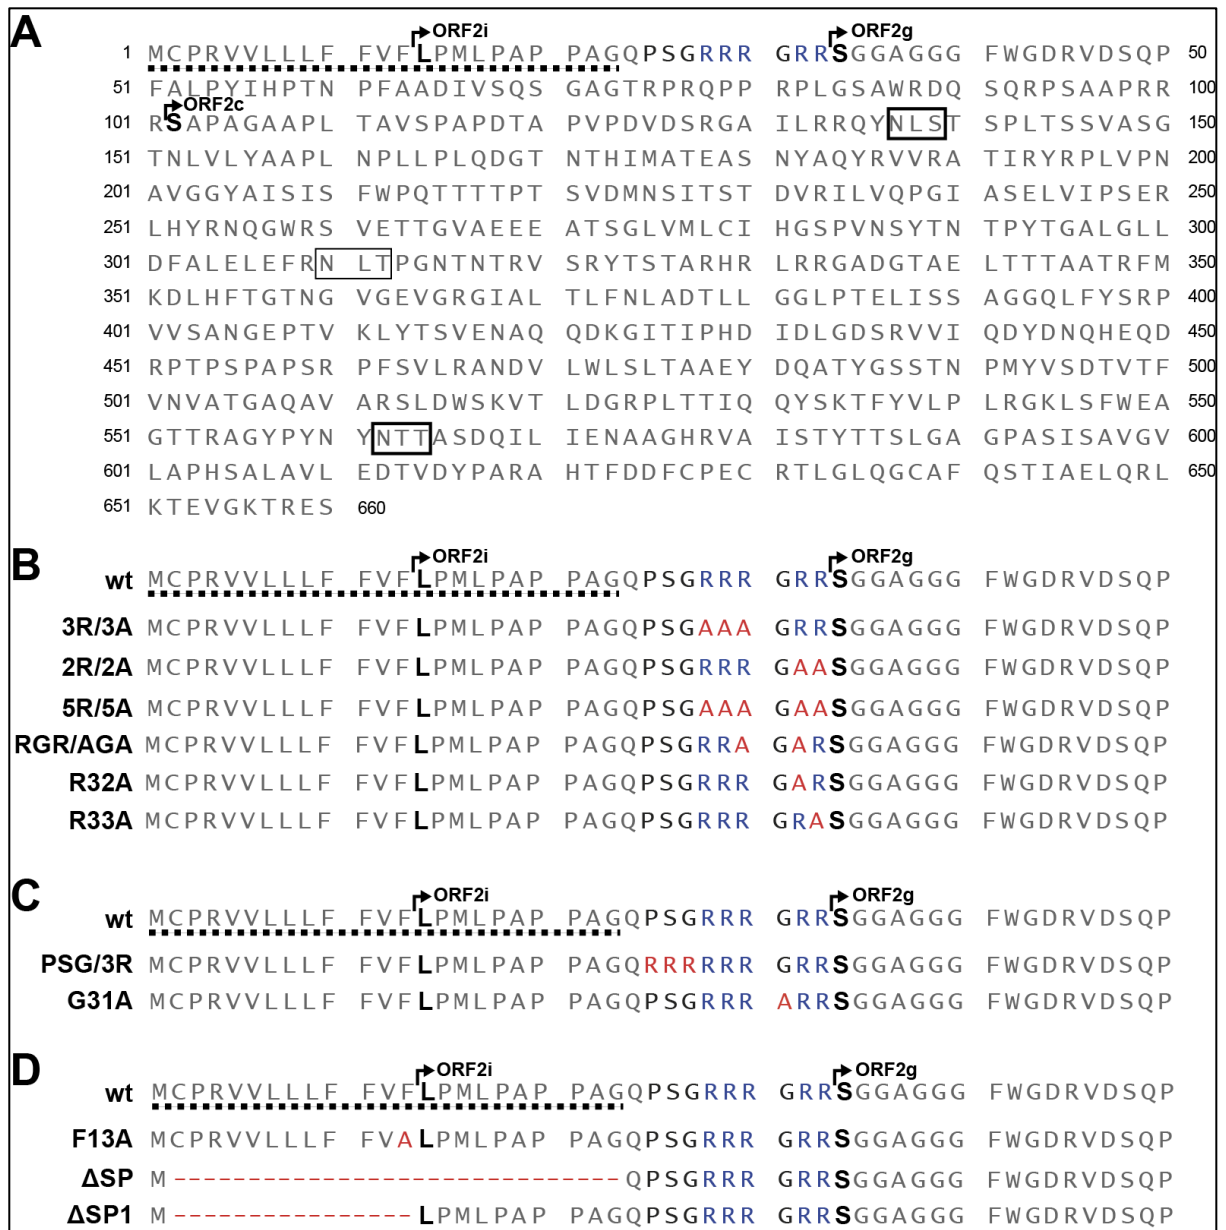 A
ORF2i ORF2g
1 MCPRVVLLLF FVFLPMLPAP PAGQPSGRRR GRRSGGAGGG FWGDRVDSQP 50
51 FALPYIHPTN PFAADIVSQS GAGTRPRQPP RPLGSAWRDQ SQRPSAAPRR 100
ORF2c
101 RSAPAGAAPL TAVSPAPDTA PVPDVDSRGA ILRRQYNLST SPLTSSVASG 150
151 TNLVLYAAPL NPLLPLQDGT NTHIMATEAS NYAQYRVVRA TIRYRPLVPN 200
201 AVGGYAISIS FWPQTTTTPT SVDMNSITST DVRILVQPGI ASELVIPSER 250
251 LHYRNQGWRS VETTGVAEEE ATSGLVMLCI HGSPVNSYTN TPYTGALGLL 300
301 DFALELEFRN LTPGNTNTRV SRYTSTARHR LRRGADGTAE LTTTAATRFM 350
351 KDLHFTGTNG VGEVGRGIAL TLFNLADTLL GGLPTELISS AGGQLFYSRP 400
401 VVSANGEPTV KLYTSVENAQ QDKGITIPHD IDLGDSRVVI QDYDNQHEQD 450
451 RPTPSPAPSR PFSVLRANDV LWLSLTAAEY DQATYGSSTN PMYVSDTVTF 500
501 VNVATGAQAV ARSLDWSKVT LDGRPLTTIQ QYSKTFYVLP LRGKLSFWEA 550
551 GTTRAGYPYN YNTTASDQIL IENAAGHRVA ISTYTTSLGA GPASISAVGV 600
601 LAPHSALAVL EDTVDYPARA HTFDDFCPEC RTLGLQGCAF QSTIAELQRL 650
651 KTEVGKTRES 660
B
ORF2i ORF2g
wt MCPRVVLLLF FVFLPMLPAP PAGQPSGRRR GRRSGGAGGG FWGDRVDSQP
3R/3A MCPRVVLLLF FVFLPMLPAP PAGQPSGAAA GRRSGGAGGG FWGDRVDSQP
2R/2A MCPRVVLLLF FVFLPMLPAP PAGQPSGRRR GAASGGAGGG FWGDRVDSQP
5R/5A MCPRVVLLLF FVFLPMLPAP PAGQPSGAAA GAASGGAGGG FWGDRVDSQP
RGR/AGA MCPRVVLLLF FVFLPMLPAP PAGQPSGRRA GARSGGAGGG FWGDRVDSQP
R32A MCPRVVLLLF FVFLPMLPAP PAGQPSGRRR GARSGGAGGG FWGDRVDSQP
R33A MCPRVVLLLF FVFLPMLPAP PAGQPSGRRR GRASGGAGGG FWGDRVDSQP
C
ORF2i ORF2g
wt MCPRVVLLLF FVFLPMLPAP PAGQPSGRRR GRRSGGAGGG FWGDRVDSQP
PSG/3R MCPRVVLLLF FVFLPMLPAP PAGQRRRRRR GRRSGGAGGG FWGDRVDSQP
G31A MCPRVVLLLF FVFLPMLPAP PAGQPSGRRR ARRSGGAGGG FWGDRVDSQP
D
ORF2i ORF2g
wt MCPRVVLLLF FVFLPMLPAP PAGQPSGRRR GRRSGGAGGG FWGDRVDSQP
F13A MCPRVVLLLF FVALPMLPAP PAGQPSGRRR GRRSGGAGGG FWGDRVDSQP
ΔSP M ------------------------- QPSGRRR GRRSGGAGGG FWGDRVDSQP
ΔSP1 M -------------- LPMLPAP PAGQPSGRRR GRRSGGAGGG FWGDRVDSQP